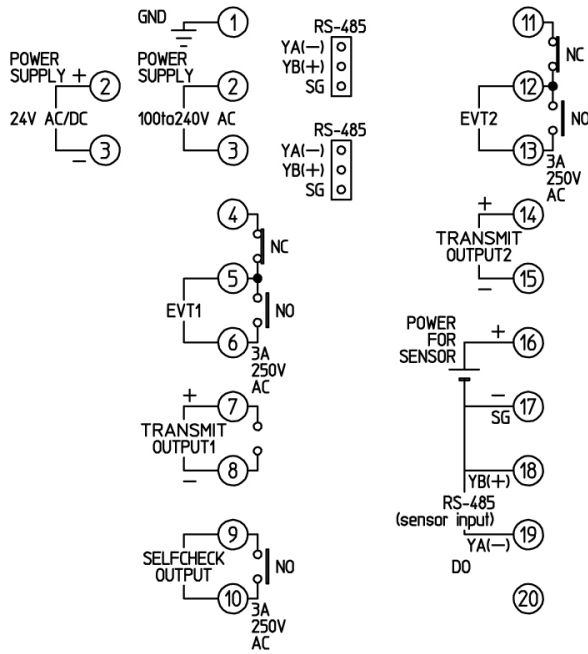 GND
1
POWER
SUPPLY +
2
24V AC/DC
−
3
POWER
SUPPLY
2
100to240V AC
3
RS-485
YA(−)
YB(+)
SG
RS-485
YA(−)
YB(+)
SG
4
NC
5
EVT1
NO
6
3A
250V
AC
+
7
TRANSMIT
OUTPUT1
−
8
9
SELFCHECK
OUTPUT
NO
10
3A
250V
AC
11
NC
12
EVT2
NO
13
3A
250V
AC
+
14
TRANSMIT
OUTPUT2
−
15
POWER
FOR
SENSOR
+
16
−
17
SG
18
YB(+)
RS-485
(sensor input)
19
YA(−)
DO
20